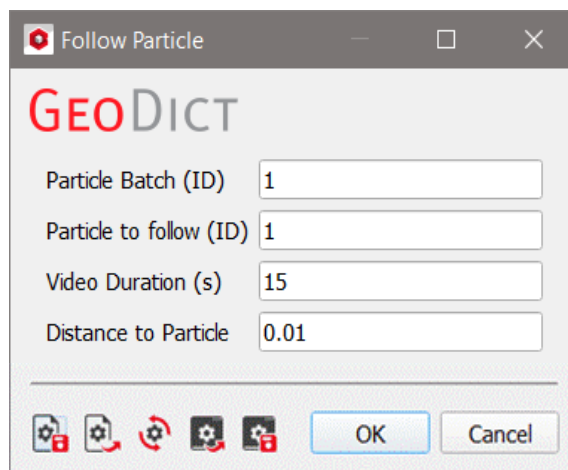 Follow Particle
GEODICT
Particle Batch (ID) 1
Particle to follow (ID) 1
Video Duration (s) 15
Distance to Particle 0.01
OK Cancel